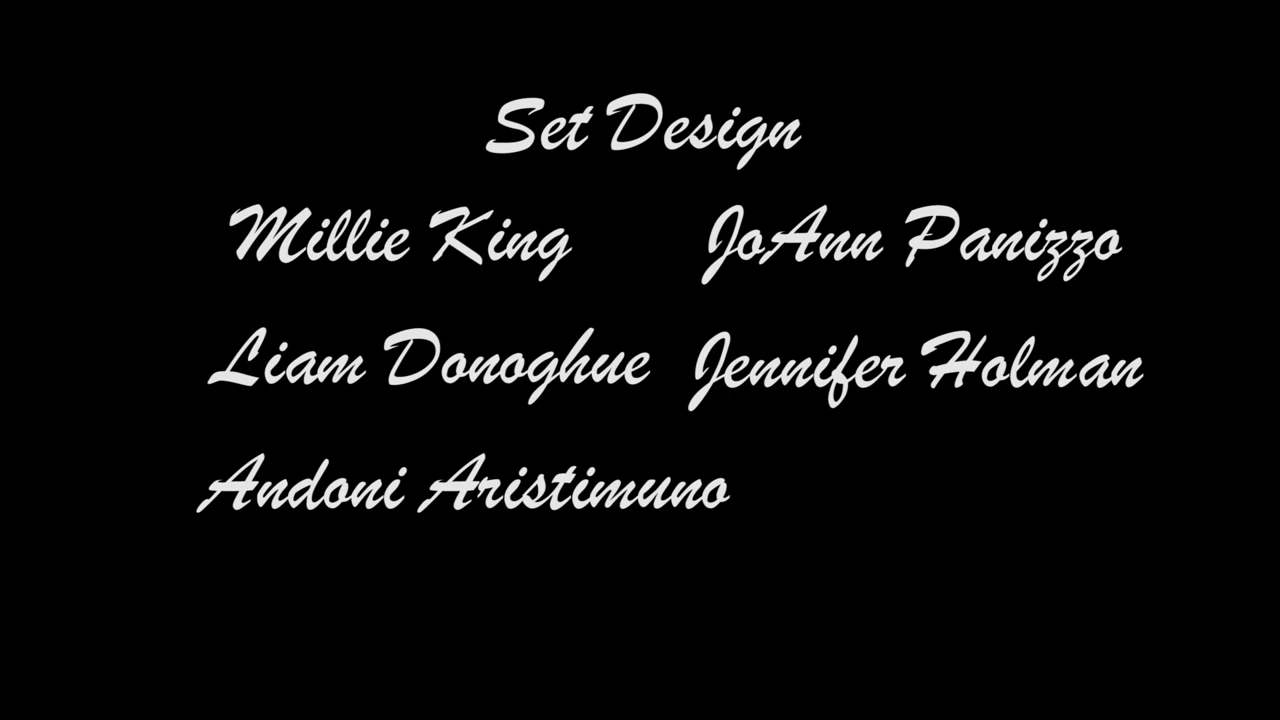 Set Design
Millie King JoAnn Panizzo
Liam Donoghue Jennifer Holman
Andoni Aristimuno